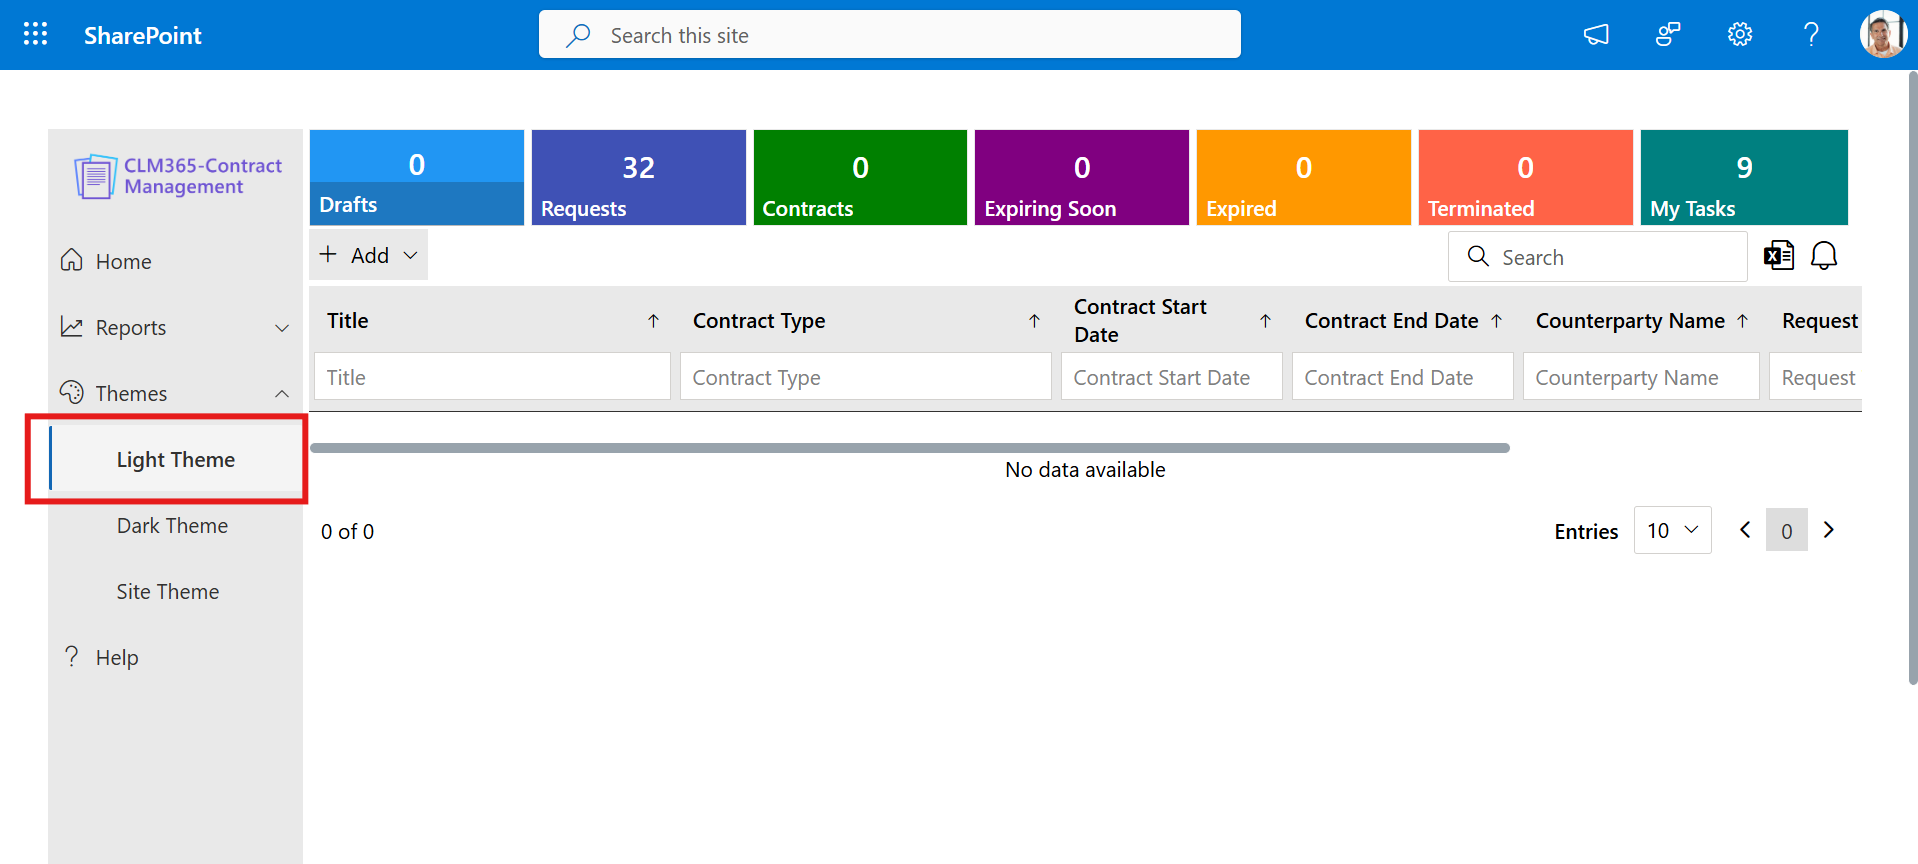 SharePoint
Search this site
CLM365-Contract
Management
Home
Reports
Themes
Light Theme
Dark Theme
Site Theme
Help
0
Drafts
32
Requests
0
Contracts
0
Expiring Soon
0
Expired
0
Terminated
9
My Tasks
Add
Search
Title
Contract Type
Contract Start
Date
Contract End Date
Counterparty Name
Request
Title
Contract Type
Contract Start Date
Contract End Date
Counterparty Name
Request
No data available
0 of 0
Entries
10
0